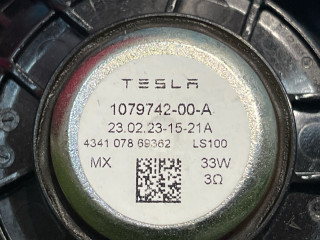 TESLA
1079742-00-A
23.02.23-15-21A
4341 078 69362 LS100
MX 33W
3Ω